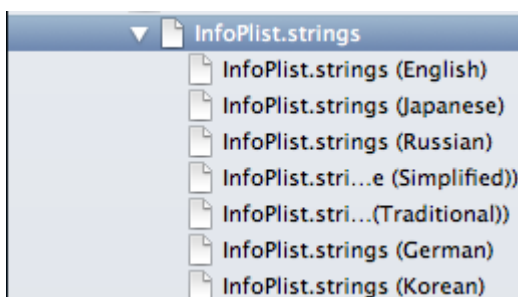 InfoPlist.strings
InfoPlist.strings (English)
InfoPlist.strings (Japanese)
InfoPlist.strings (Russian)
InfoPlist.stri...e (Simplified))
InfoPlist.stri...(Traditional))
InfoPlist.strings (German)
InfoPlist.strings (Korean)